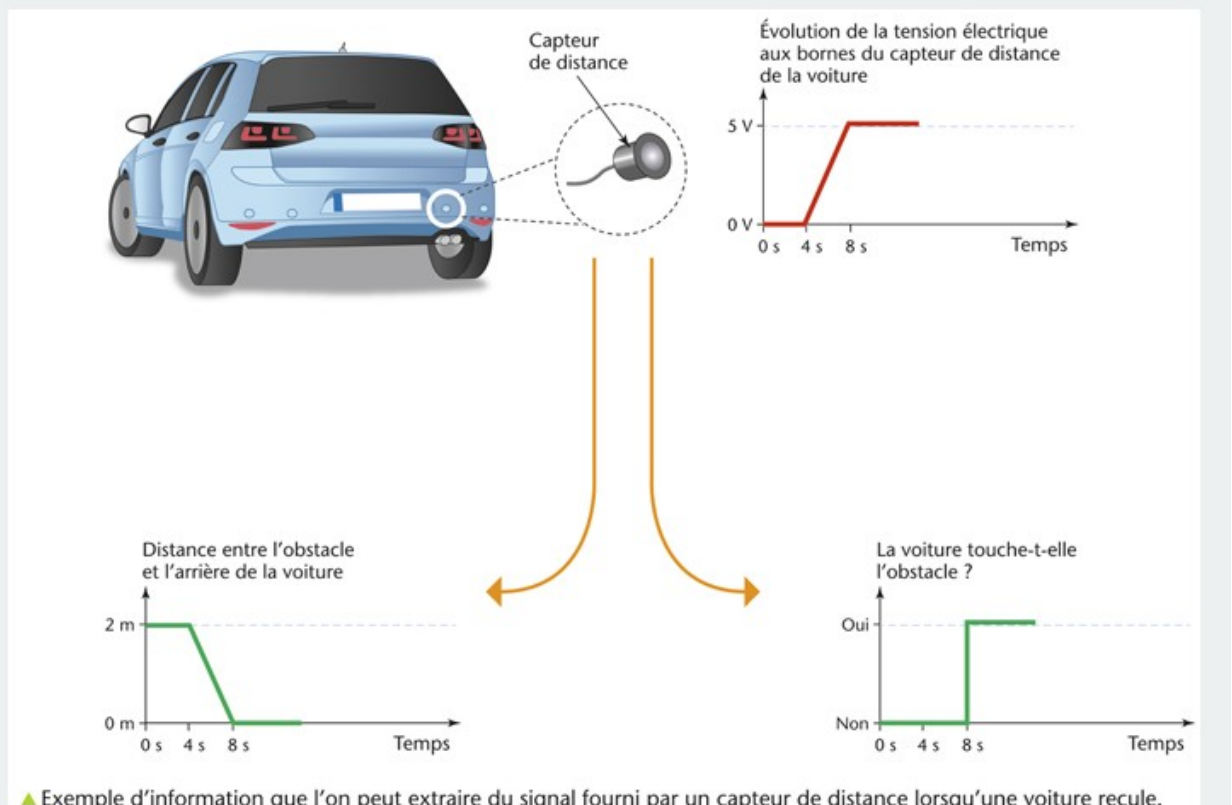 Capteur
de distance
Évolution de la tension électrique
aux bornes du capteur de distance
de la voiture
5 V
0 V
0 s 4 s 8 s Temps
Distance entre l'obstacle
et l'arrière de la voiture
2 m
0 m
0 s 4 s 8 s Temps
La voiture touche-t-elle
l'obstacle ?
Oui
Non
0 s 4 s 8 s Temps
Exemple d'information que l'on peut extraire du signal fourni par un capteur de distance lorsqu'une voiture recule.